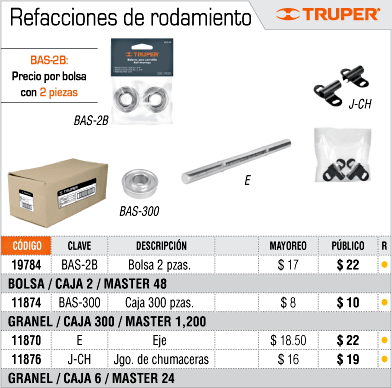 Refacciones de rodamiento
TRUPER
BAS-2B:
Precio por bolsa
con 2 piezas
TRUPER
BAS-2B
J-CH
TRUPER
BAS-300
E
CÓDIGO CLAVE DESCRIPCIÓN MAYOREO PÚBLICO R
19784 BAS-2B Bolsa 2 pzas. $ 17 $ 22
BOLSA / CAJA 2 / MASTER 48
11874 BAS-300 Caja 300 pzas. $ 8 $ 10
GRANEL / CAJA 300 / MASTER 1,200
11870 E Eje $ 18.50 $ 22
11876 J-CH Jgo. de chumaceras $ 16 $ 19
GRANEL / CAJA 6 / MASTER 24